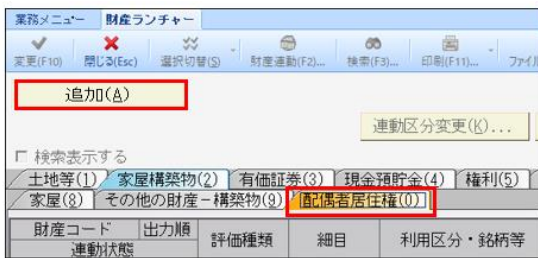 業務メニュー 財産ランチャー
変更(F10) 閉じる(Esc) 選択切替(S) 財産連動(F2)... 検索(F3)... 印刷(F11)... ファイル
追加(A)
連動区分変更(K)...
検索表示する
土地等(1) 家屋構築物(2) 有価証券(3) 現金預貯金(4) 権利(5)
家屋(8) その他の財産-構築物(9) 配偶者居住権(0)
財産コード 出力順 評価種類 細目 利用区分・銘柄等
連動状態